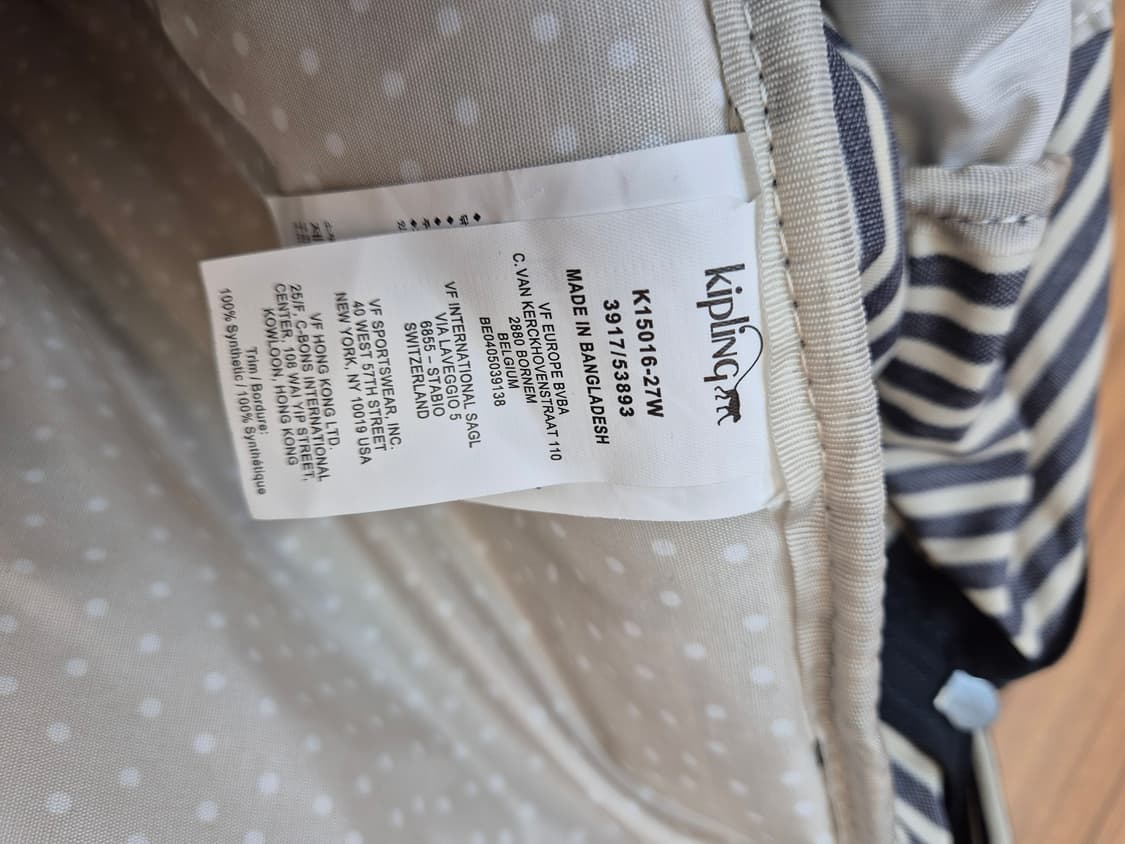 kipling
K15016-27W
3917/53893
MADE IN BANGLADESH
VF EUROPE BVBA
C.VAN KERCKHOVENSTRAAT 110
2880 BORNEM
BELGIUM
BE0405039138
VF INTERNATIONAL SAGL
VIA LAVEGGIO 5
6855 – STABIO
SWITZERLAND
VF SPORTSWEAR, INC.
40 WEST 57TH STREET
NEW YORK, NY 10019 USA
VF HONG KONG LTD.
25/F, C-BONS INTERNATIONAL
CENTER, 108 WAI YIP STREET,
KOWLOON, HONG KONG
Trim / Bordure:
100% Synthetic / 100% Synthétique